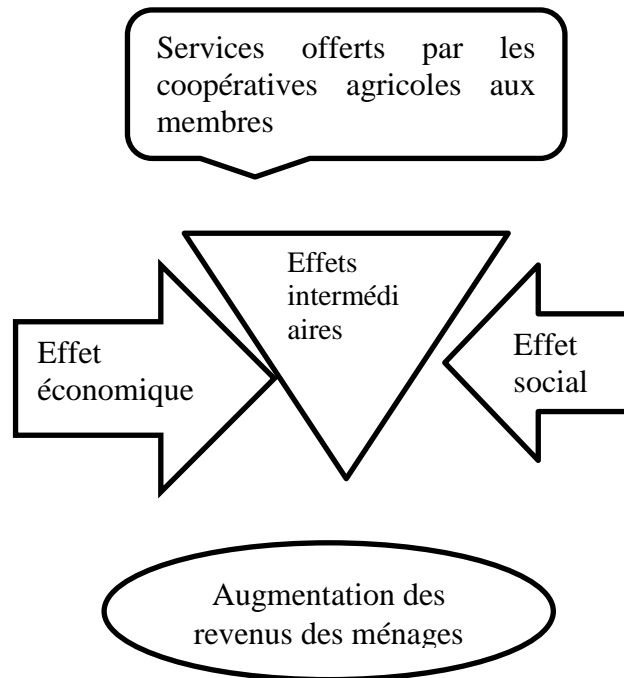 Services offerts par les
coopératives agricoles aux
membres
Effets
intermédi
aires
Effet
économique
Effet
social
Augmentation des
revenus des ménages